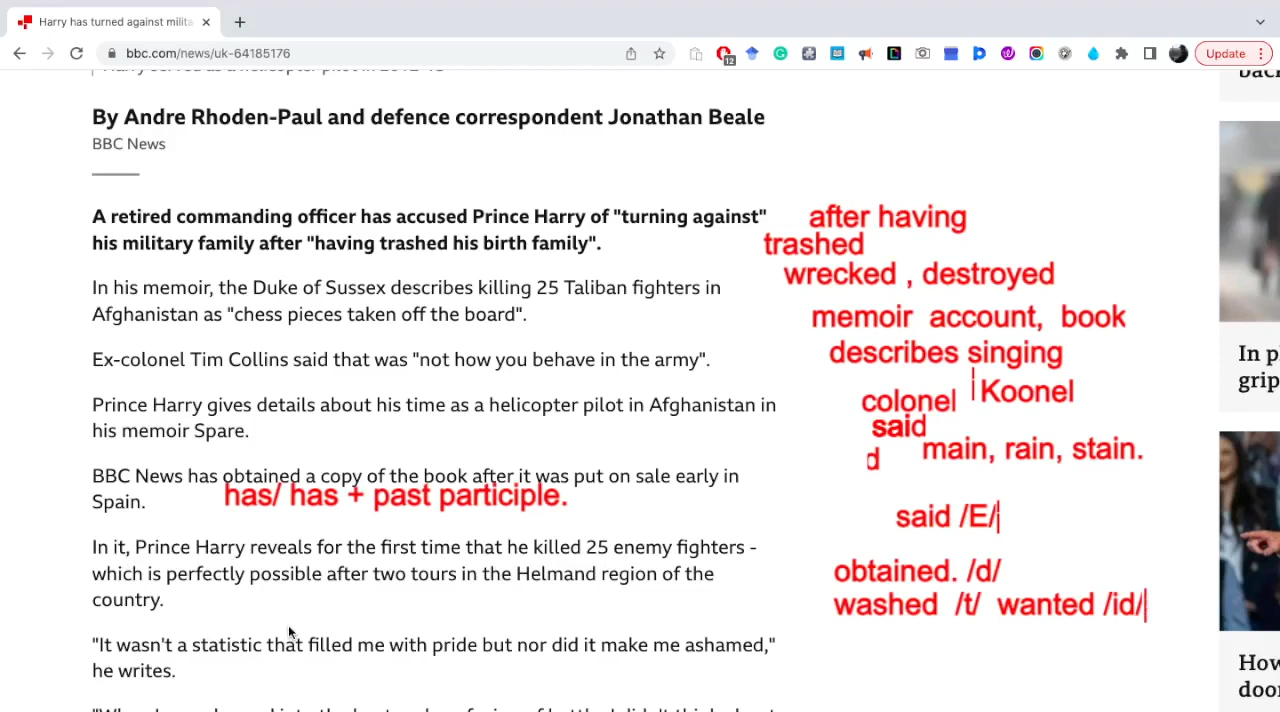 Harry has turned against milita
bbc.com/news/uk-64185176
12
Update
By Andre Rhoden-Paul and defence correspondent Jonathan Beale
BBC News
A retired commanding officer has accused Prince Harry of "turning against"
his military family after "having trashed his birth family".
In his memoir, the Duke of Sussex describes killing 25 Taliban fighters in
Afghanistan as "chess pieces taken off the board".
Ex-colonel Tim Collins said that was "not how you behave in the army".
Prince Harry gives details about his time as a helicopter pilot in Afghanistan in
his memoir Spare.
BBC News has obtained a copy of the book after it was put on sale early in
Spain.
has/ has + past participle.
In it, Prince Harry reveals for the first time that he killed 25 enemy fighters -
which is perfectly possible after two tours in the Helmand region of the
country.
"It wasn't a statistic that filled me with pride but nor did it make me ashamed,"
he writes.
after having
trashed
wrecked , destroyed
memoir account, book
describes singing
colonel Koonel
said
d main, rain, stain.
said /E/
obtained. /d/
washed /t/ wanted /id/
In p
grip
How
door